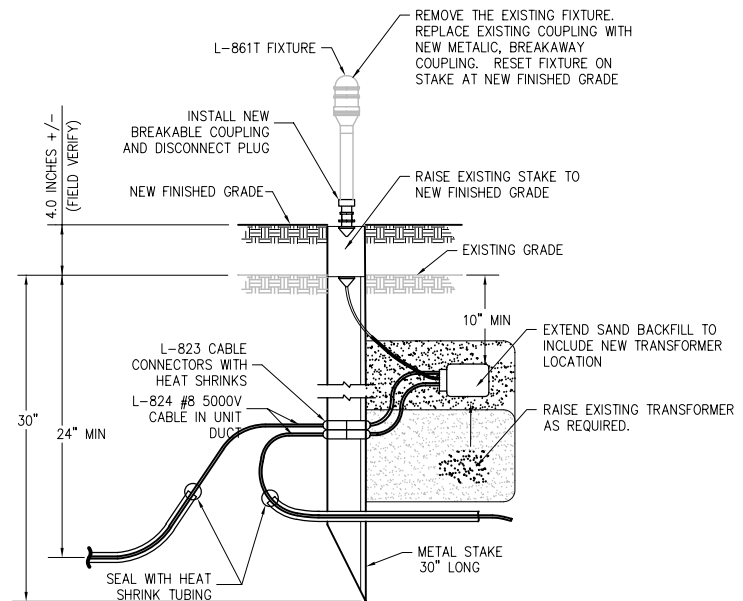 REMOVE THE EXISTING FIXTURE.
REPLACE EXISTING COUPLING WITH
NEW METALIC, BREAKAWAY
COUPLING. RESET FIXTURE ON
STAKE AT NEW FINISHED GRADE
L-861T FIXTURE
INSTALL NEW
BREAKABLE COUPLING
AND DISCONNECT PLUG
4.0 INCHES +/-
(FIELD VERIFY)
RAISE EXISTING STAKE TO
NEW FINISHED GRADE
NEW FINISHED GRADE
EXISTING GRADE
10" MIN
L-823 CABLE
CONNECTORS WITH
HEAT SHRINKS
EXTEND SAND BACKFILL TO
INCLUDE NEW TRANSFORMER
LOCATION
L-824 #8 5000V
CABLE IN UNIT
DUCT
RAISE EXISTING TRANSFORMER
AS REQUIRED.
30"
24" MIN
METAL STAKE
30" LONG
SEAL WITH HEAT
SHRINK TUBING